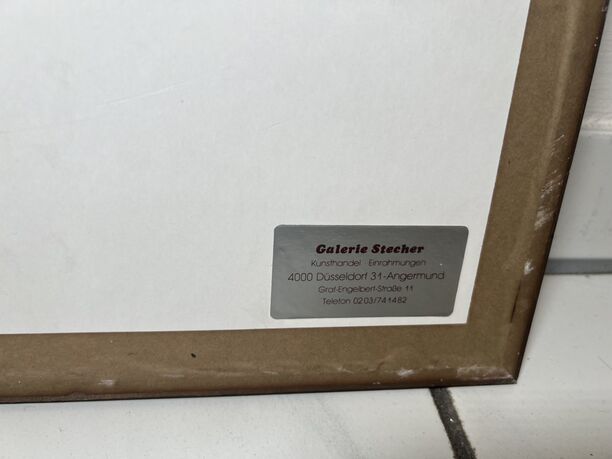 Galerie Stecher
Kunsthandel Einrahmungen
4000 Düsseldorf 31-Angermund
Graf-Engelbert-Straße 11
Telefon 0203/741482